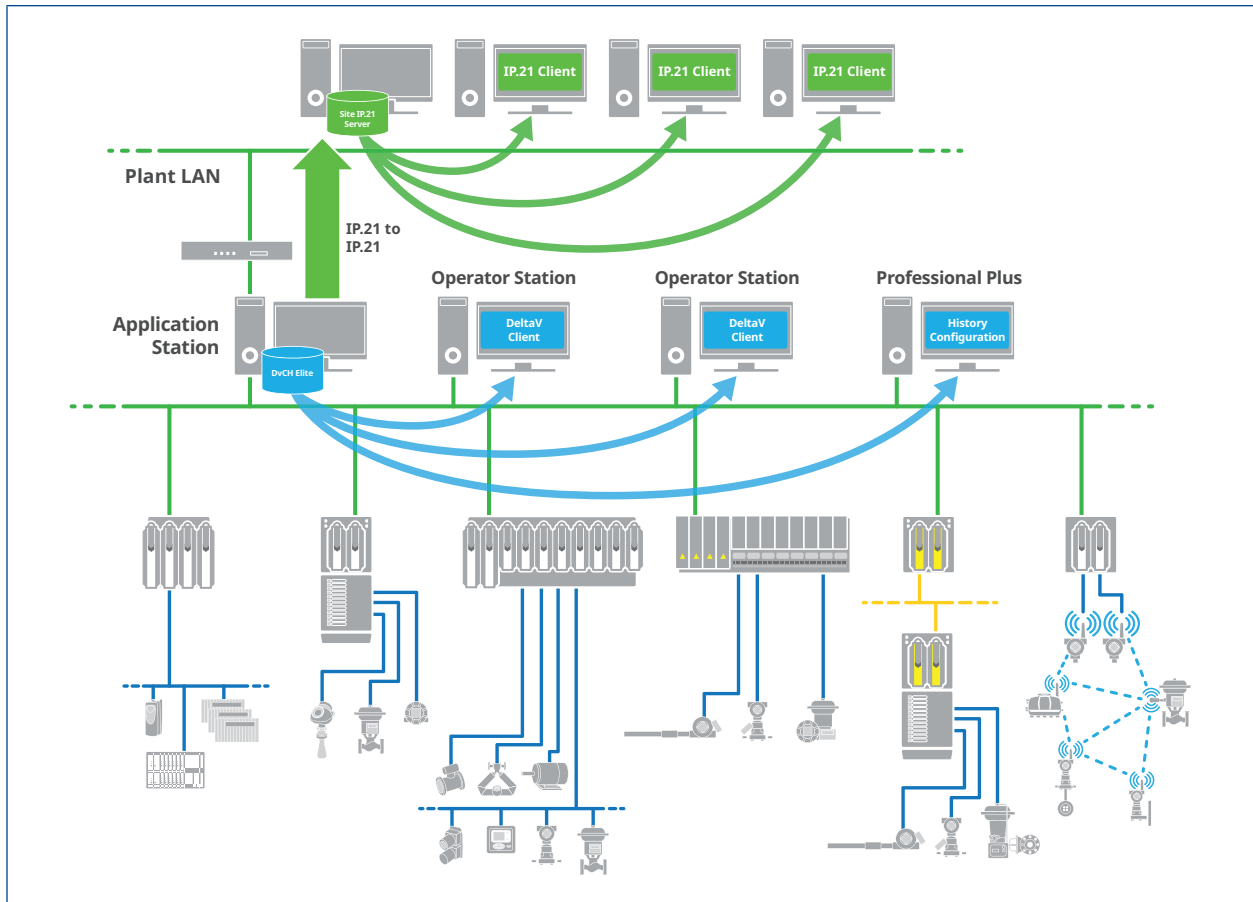 IP.21 Client
IP.21 Client
IP.21 Client
Site IP.21
Server
Plant LAN
IP.21 to
IP.21
Operator Station
Operator Station
Professional Plus
Application
Station
DeltaV
Client
DeltaV
Client
History
Configuration
DvCH Elite